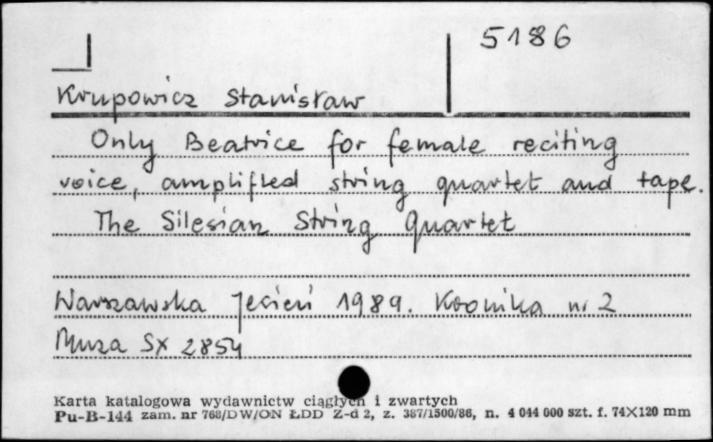 5186
Krupowicz Stanisław
Only Beatrice for female reciting
voice, amplified string quartet and tape.
The Silesian String Quartet
Warszawska Jesień 1989. Kronika nr 2
Muza SX 2854
Karta katalogowa wydawnictw ciągłych i zwartych
Pu-B-144 zam. nr 768/DW/ON ŁDD Z-d 2, z. 387/1500/86, n. 4 044 000 szt. f. 74X120 mm